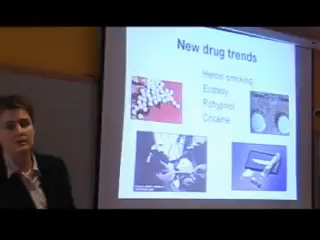 New drug trends
Heroin smoking
Ecstasy
Rohypnol
Cocaine